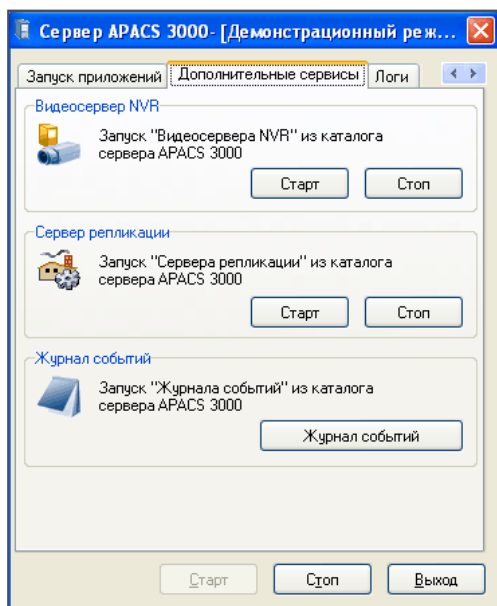 Сервер APACS 3000- [Демонстрационный реж...
Запуск приложений Дополнительные сервисы Логи
Видеосервер NVR
Запуск "Видеосервера NVR" из каталога
сервера APACS 3000
Старт Стоп
Сервер репликации
Запуск "Сервера репликации" из каталога
сервера APACS 3000
Старт Стоп
Журнал событий
Запуск "Журнала событий" из каталога
сервера APACS 3000
Журнал событий
Старт Стоп Выход